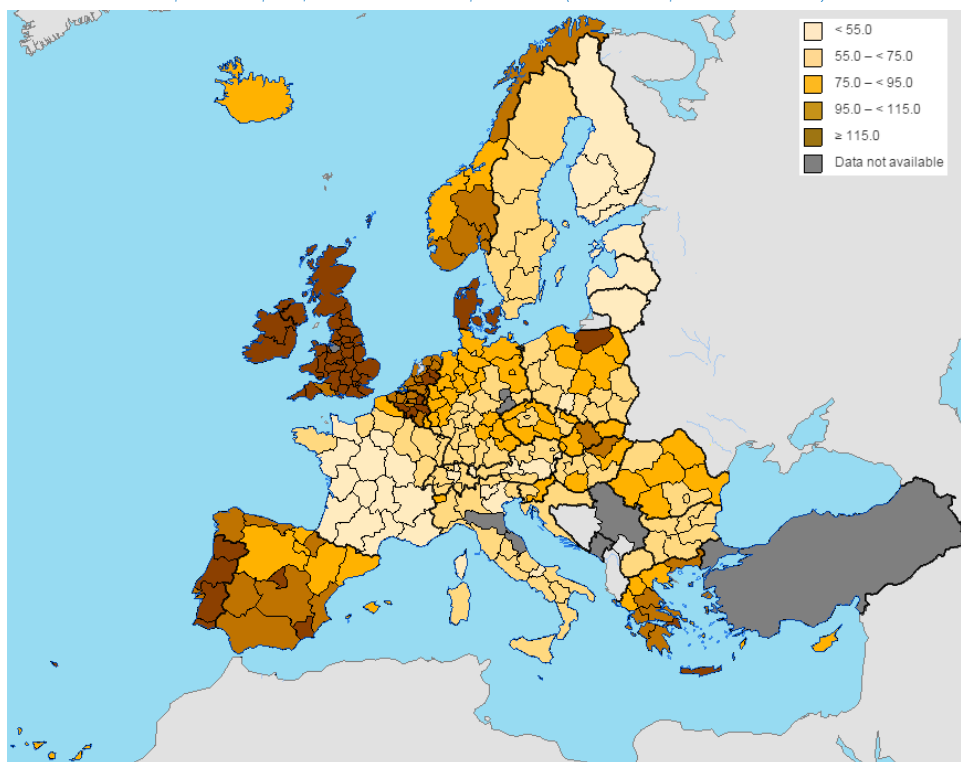 < 55.0
55.0 – < 75.0
75.0 – < 95.0
95.0 – < 115.0
≥ 115.0
Data not available